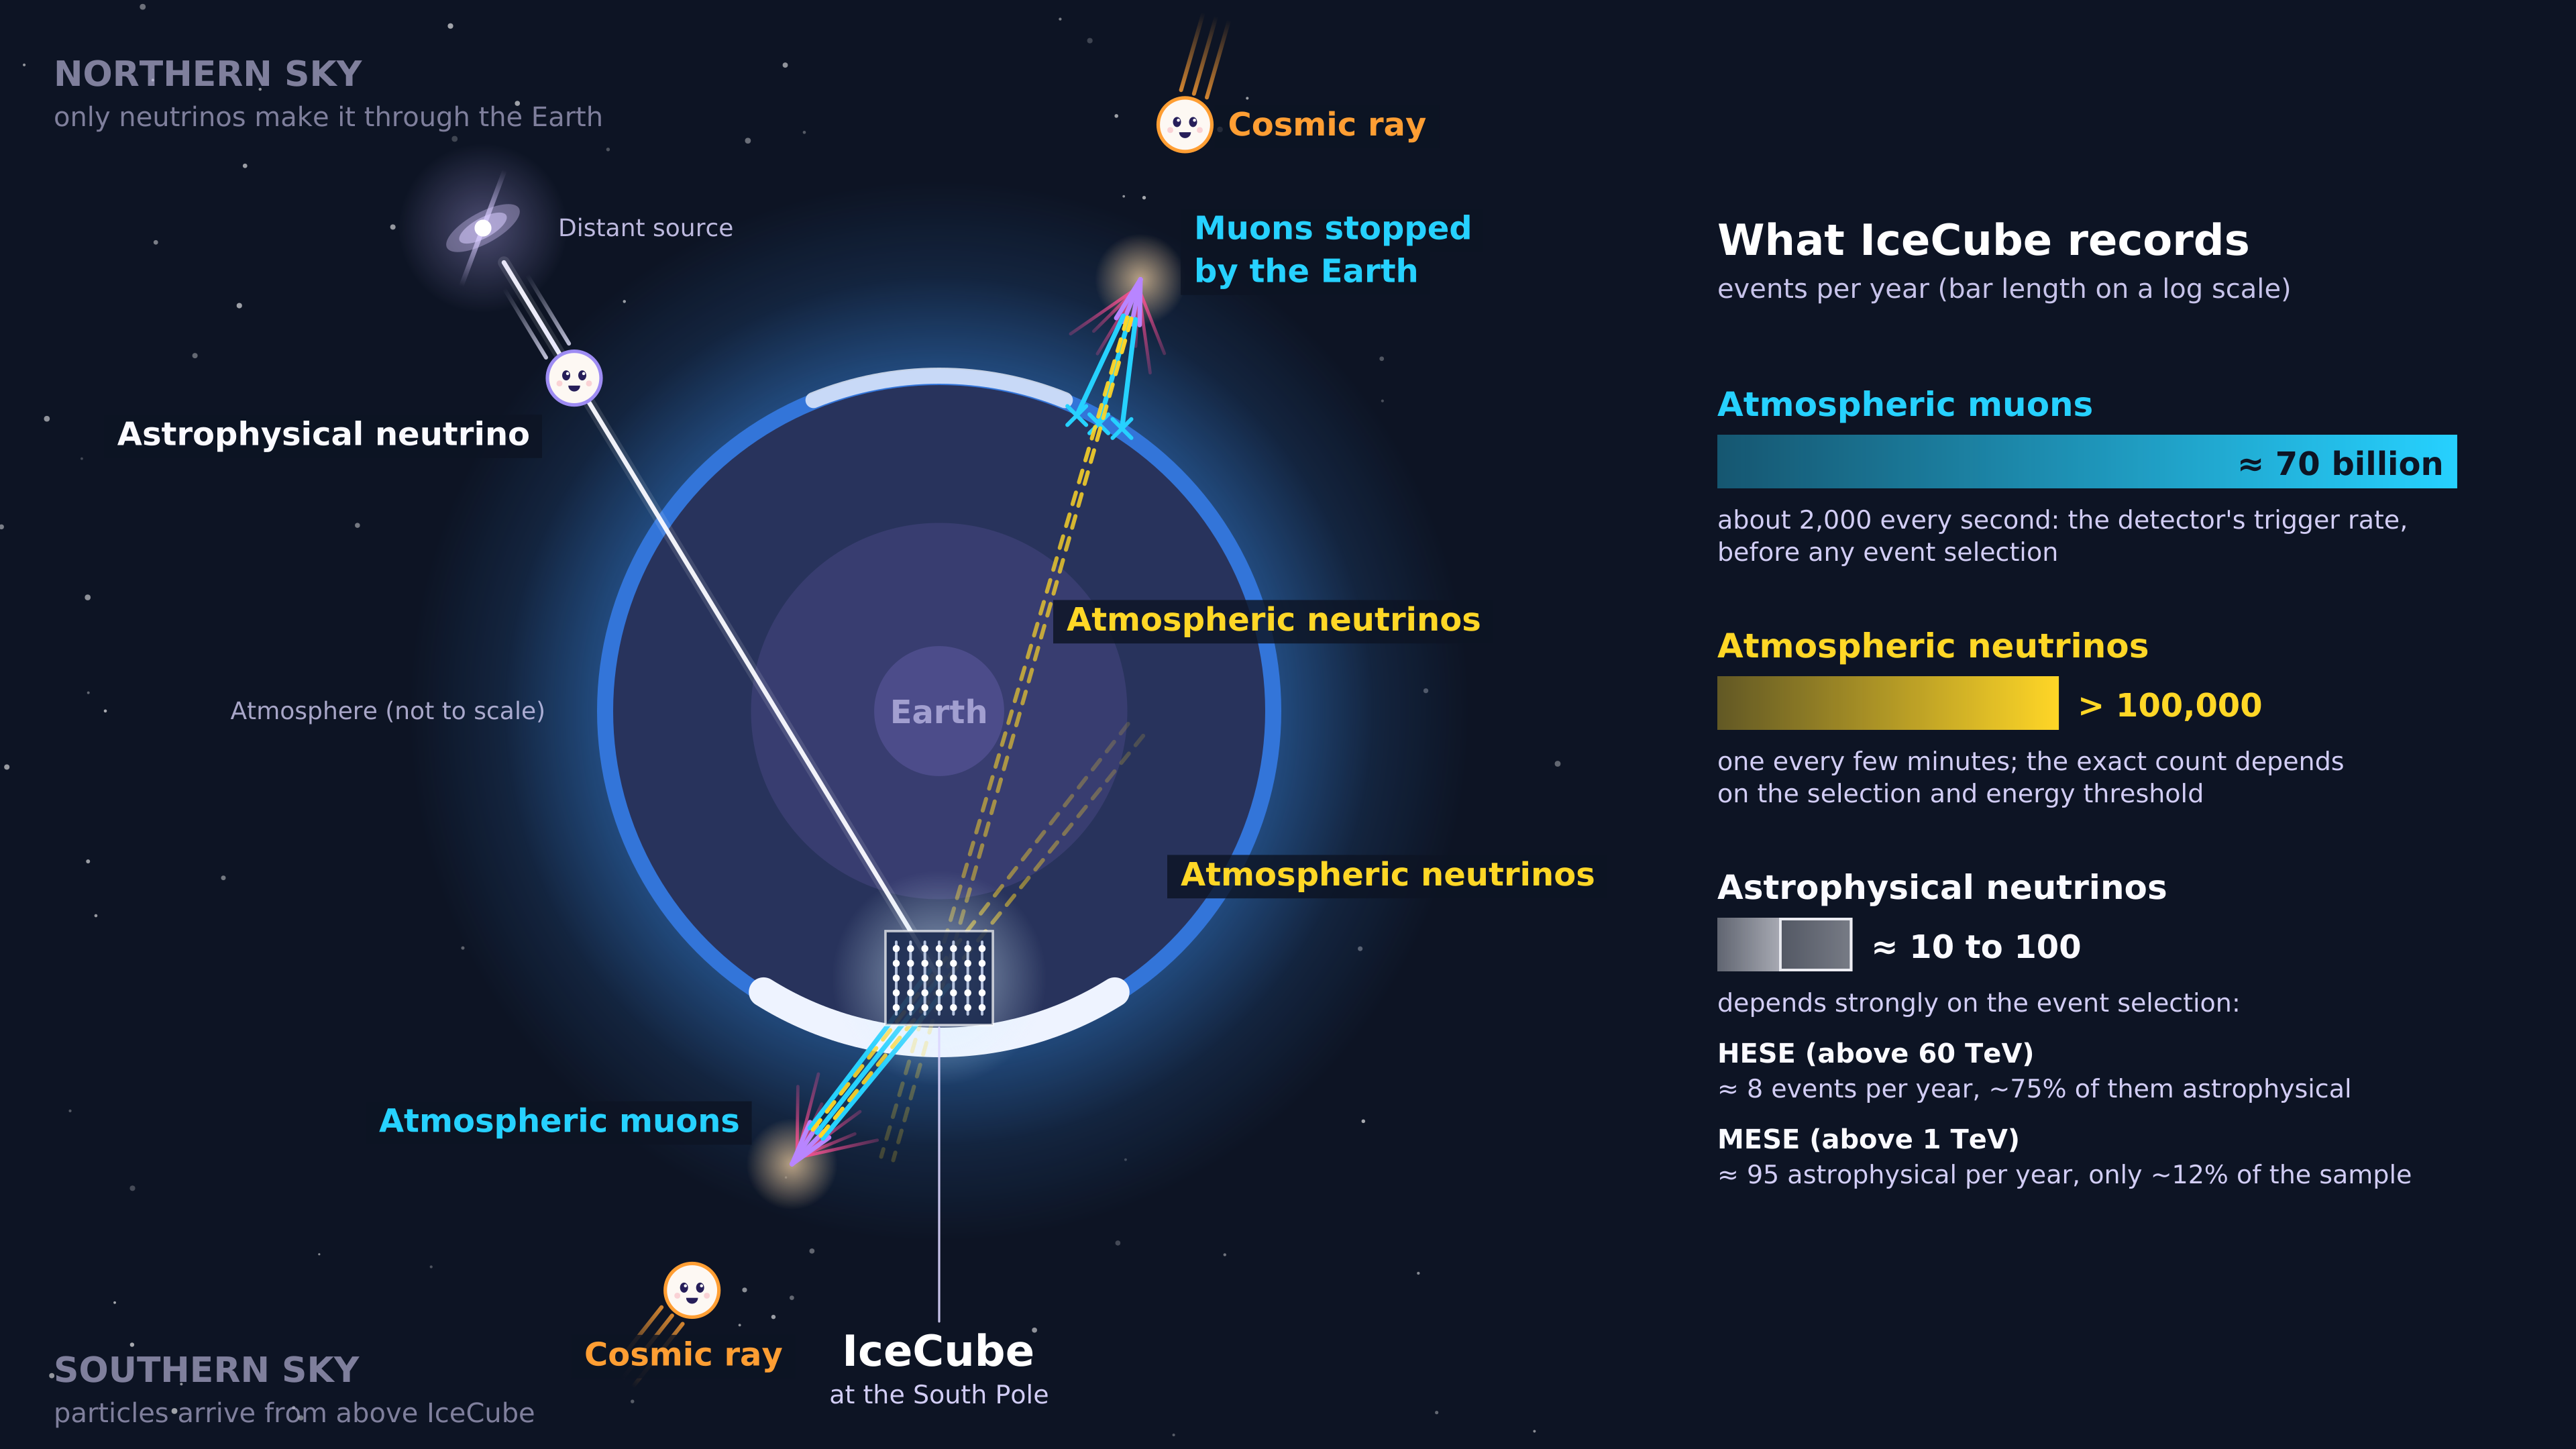 NORTHERN SKY
only neutrinos make it through the Earth
Cosmic ray
Distant source
Muons stopped
by the Earth
Astrophysical neutrino
Atmospheric neutrinos
Earth
Atmosphere (not to scale)
Atmospheric neutrinos
Atmospheric muons
Cosmic ray
IceCube
at the South Pole
SOUTHERN SKY
particles arrive from above IceCube
What IceCube records
events per year (bar length on a log scale)
Atmospheric muons
≈ 70 billion
about 2,000 every second: the detector's trigger rate,
before any event selection
Atmospheric neutrinos
> 100,000
one every few minutes; the exact count depends
on the selection and energy threshold
Astrophysical neutrinos
≈ 10 to 100
depends strongly on the event selection:
HESE (above 60 TeV)
≈ 8 events per year, ~75% of them astrophysical
MESE (above 1 TeV)
≈ 95 astrophysical per year, only ~12% of the sample